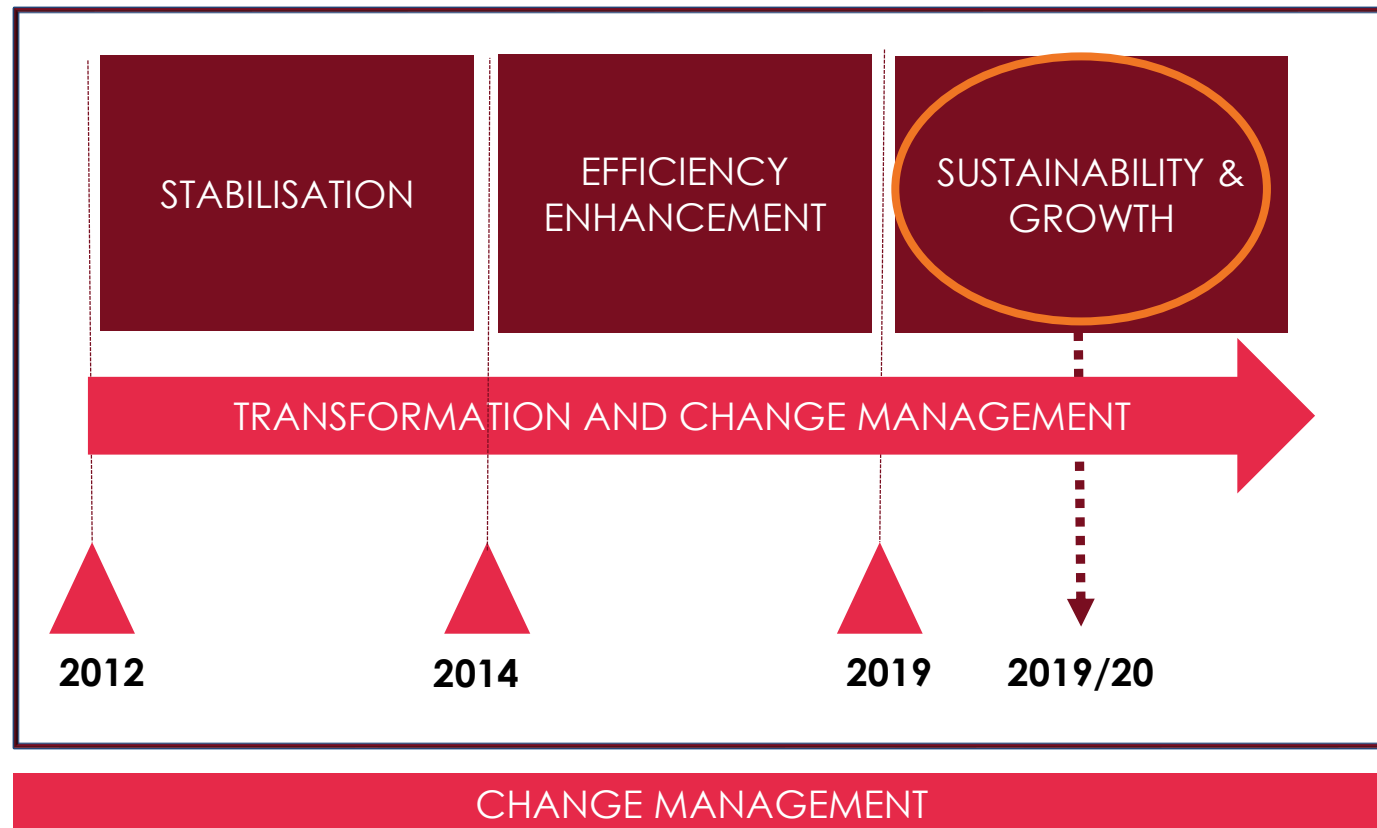 STABILISATION
EFFICIENCY
ENHANCEMENT
SUSTAINABILITY &
GROWTH
TRANSFORMATION AND CHANGE MANAGEMENT
2012
2014
2019
2019/20
CHANGE MANAGEMENT